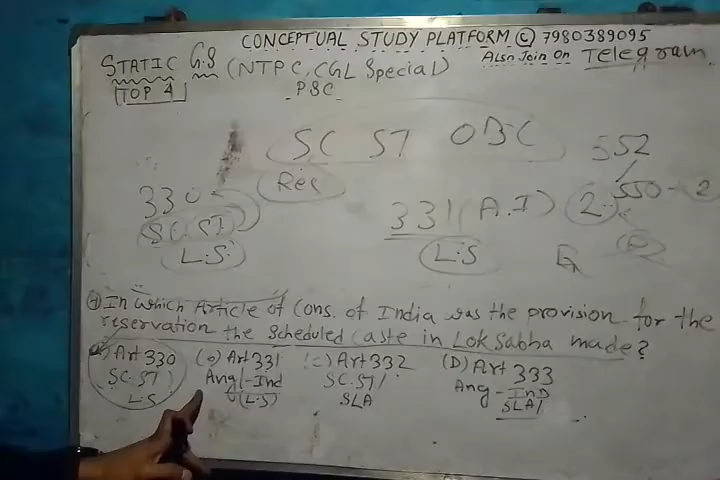 CONCEPTUAL STUDY PLATFORM © 7980389095
STATIC G.S (NTPC, CGL Special) Also Join On Telegram
TOP 4 PSC
SC ST OBC 552
Res 550 - 2
330
SC ST
L.S.
331 (A.I) 2
L.S
In which Article of Cons. of India was the provision for the
reservation the Scheduled Caste in Lok Sabha made?
Art 330 Art 331 (c) Art 332 (D) Art 333
SC.ST) Angl-Ind SC.ST/ Ang-IND
L.S (L.S) SLA SLA/